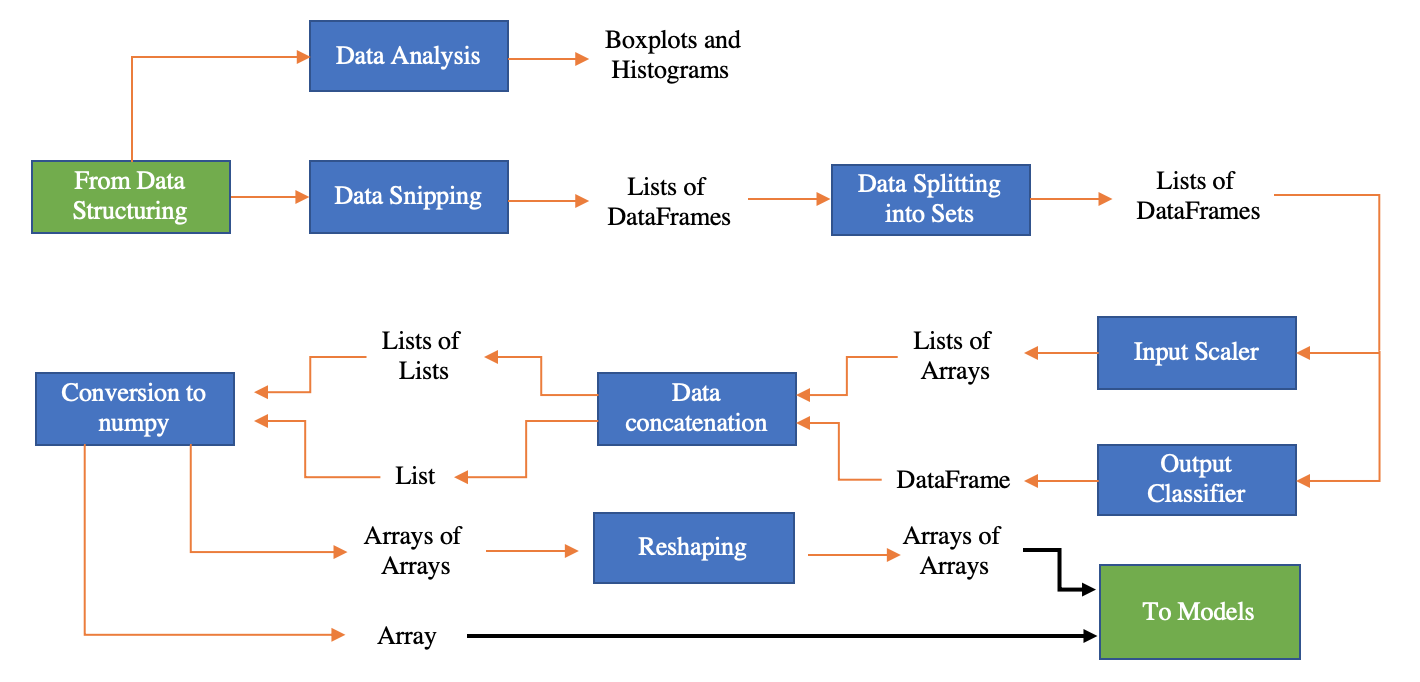 Data Analysis
Boxplots and
Histograms
From Data
Structuring
Data Snipping
Lists of
DataFrames
Data Splitting
into Sets
Lists of
DataFrames
Input Scaler
Lists of
Arrays
Output
Classifier
DataFrame
Data
concatenation
Lists of
Lists
List
Conversion to
numpy
Arrays of
Arrays
Reshaping
Arrays of
Arrays
Array
To Models